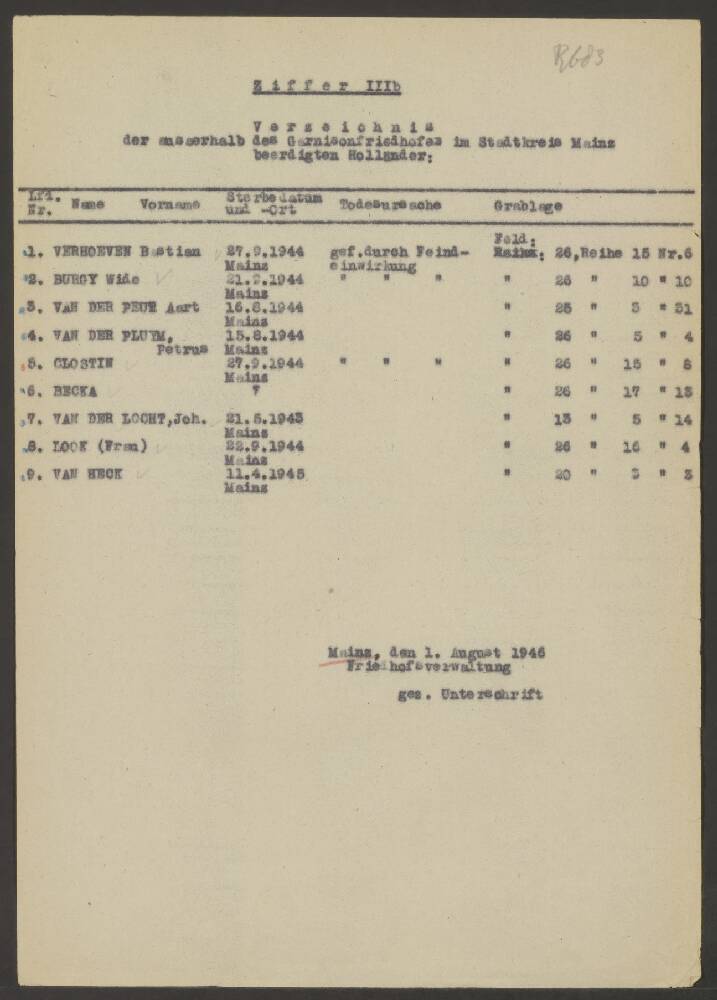 R683
Ziffer IIIb
Verzeichnis
der ausserhalb des Garnisonfriedhofes im Stadtkreis Mainz
beerdigten Holländer:
Lfd. Nr. Name Vorname Sterbedatum und -Ort Todesursache Grablage
1. VERHOEVEN Bastian 27.9.1944 gef.durch Feind- Feld: 26,Reihe 15 Nr.6
Mainz einwirkung
2. BURGY Wide 21.9.1944 " " " " 26 " 10 " 10
Mainz
3. VAN DER PEUT Aart 16.8.1944 " 25 " 3 " 31
Mainz
4. VAN DER PLUYM, 15.8.1944 " 26 " 5 " 4
Petrus Mainz
5. CLOSTIN 27.9.1944 " " " " 26 " 15 " 8
Mainz
6. BECKA ? " 26 " 17 " 13
7. VAN DER LOCHT,Joh. 21.5.1943 " 13 " 5 " 14
Mainz
8. LOOK (Frau) 22.9.1944 " 26 " 16 " 4
Mainz
9. VAN HECK 11.4.1945 " 20 " 3 " 3
Mainz
Mainz, den 1. August 1946
Friedhofsverwaltung
gez. Unterschrift